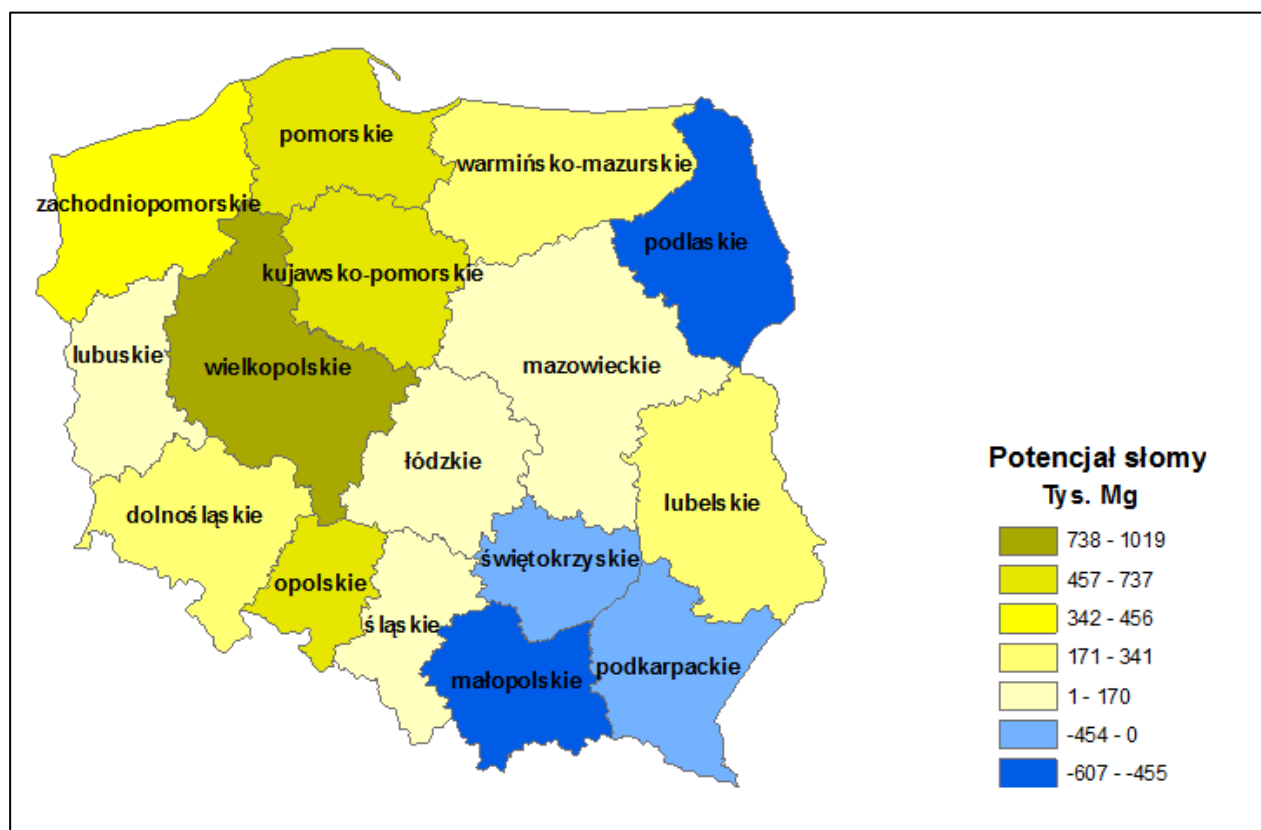 pomorskie
warmińsko-mazurskie
zachodniopomorskie
podlaskie
kujawsko-pomorskie
lubuskie
wielkopolskie
mazowieckie
łódzkie
lubelskie
dolnośląskie
świętokrzyskie
opolskie
śląskie
podkarpackie
małopolskie
Potencjał słomy
Tys. Mg
738 - 1019
457 - 737
342 - 456
171 - 341
1 - 170
-454 - 0
-607 - -455